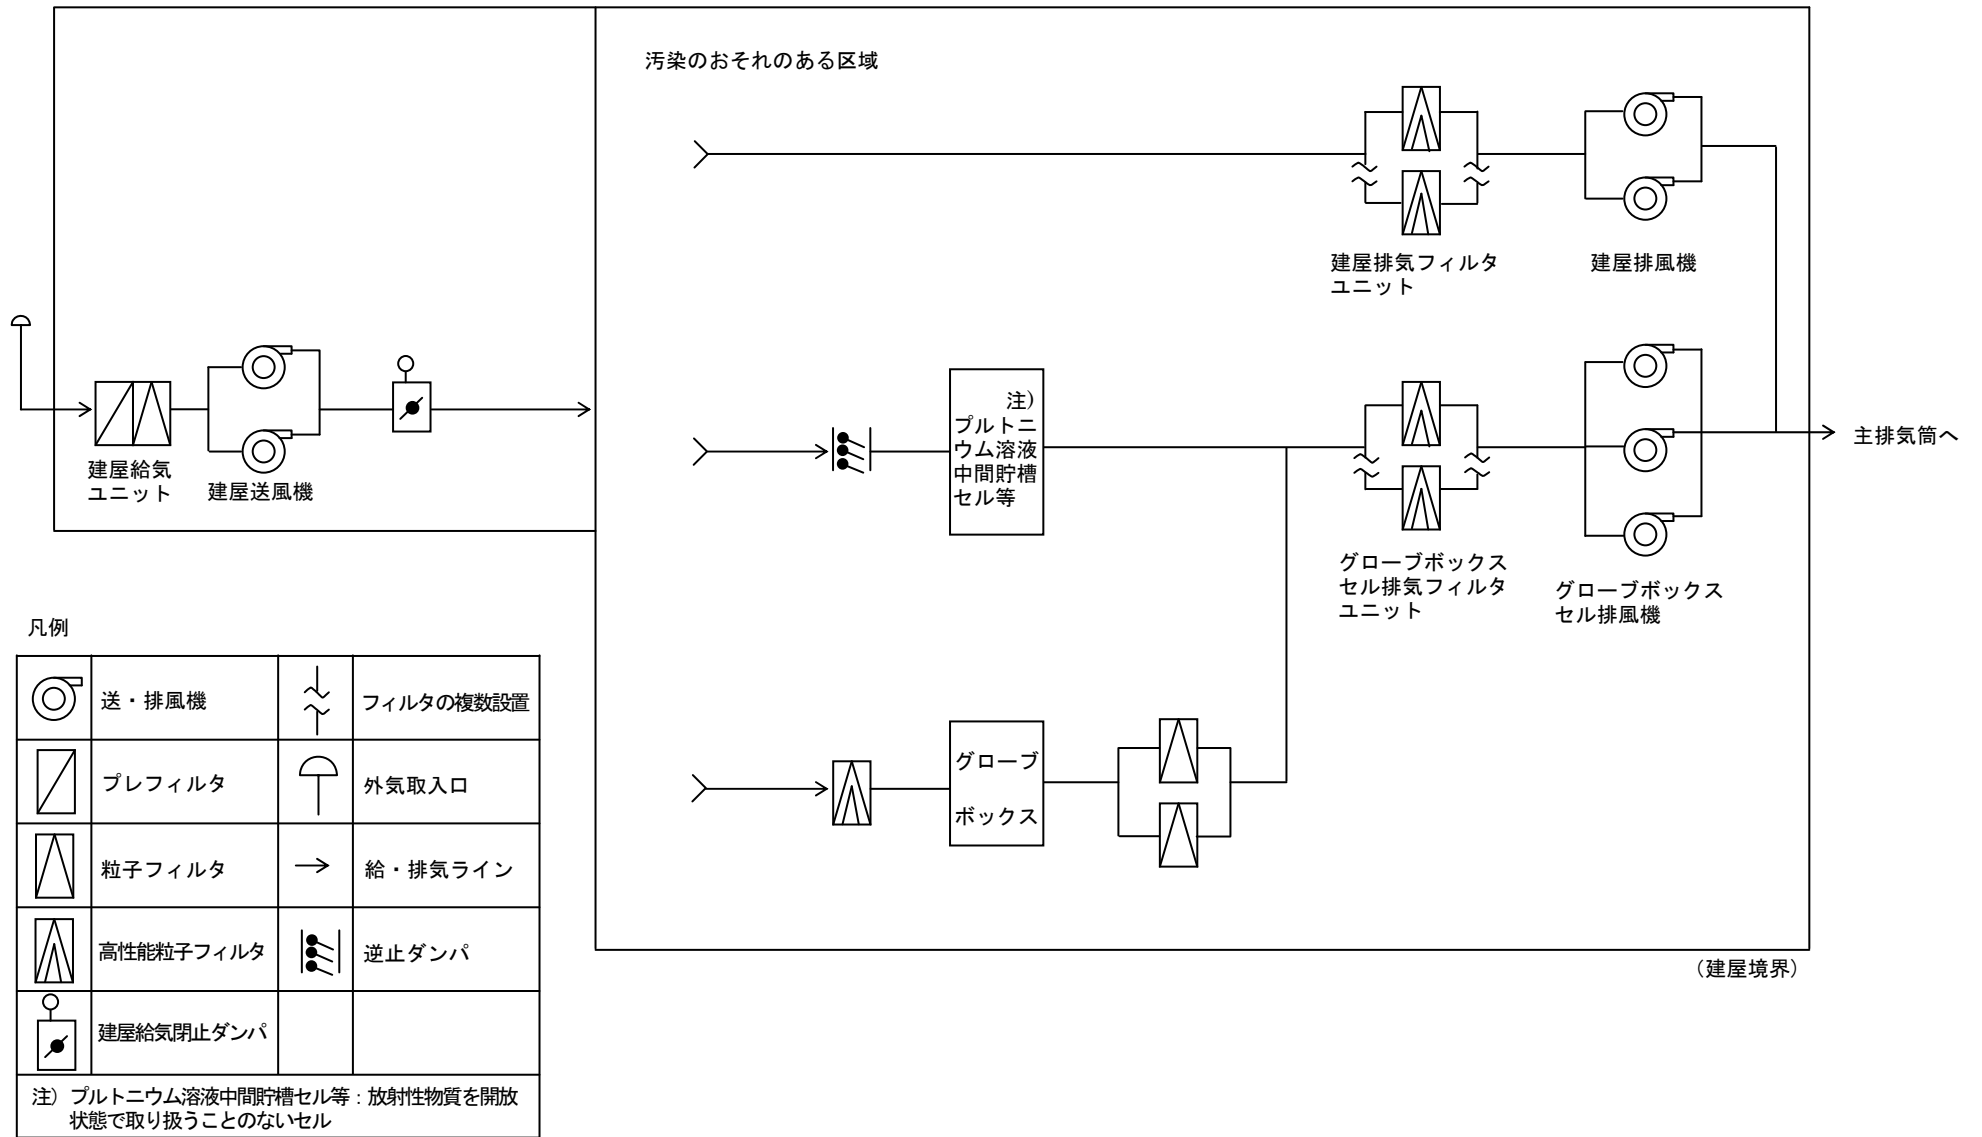 汚染のおそれのある区域
建屋排気フィルタ
ユニット
建屋排風機
建屋給気
ユニット
建屋送風機
注)
プルトニ
ウム溶液
中間貯槽
セル等
主排気筒へ
グローブボックス
セル排気フィルタ
ユニット
グローブボックス
セル排風機
グローブ
ボックス
(建屋境界)
凡例
送・排風機
フィルタの複数設置
プレフィルタ
外気取入口
粒子フィルタ
給・排気ライン
高性能粒子フィルタ
逆止ダンパ
建屋給気閉止ダンパ
注) プルトニウム溶液中間貯槽セル等:放射性物質を開放
状態で取り扱うことのないセル